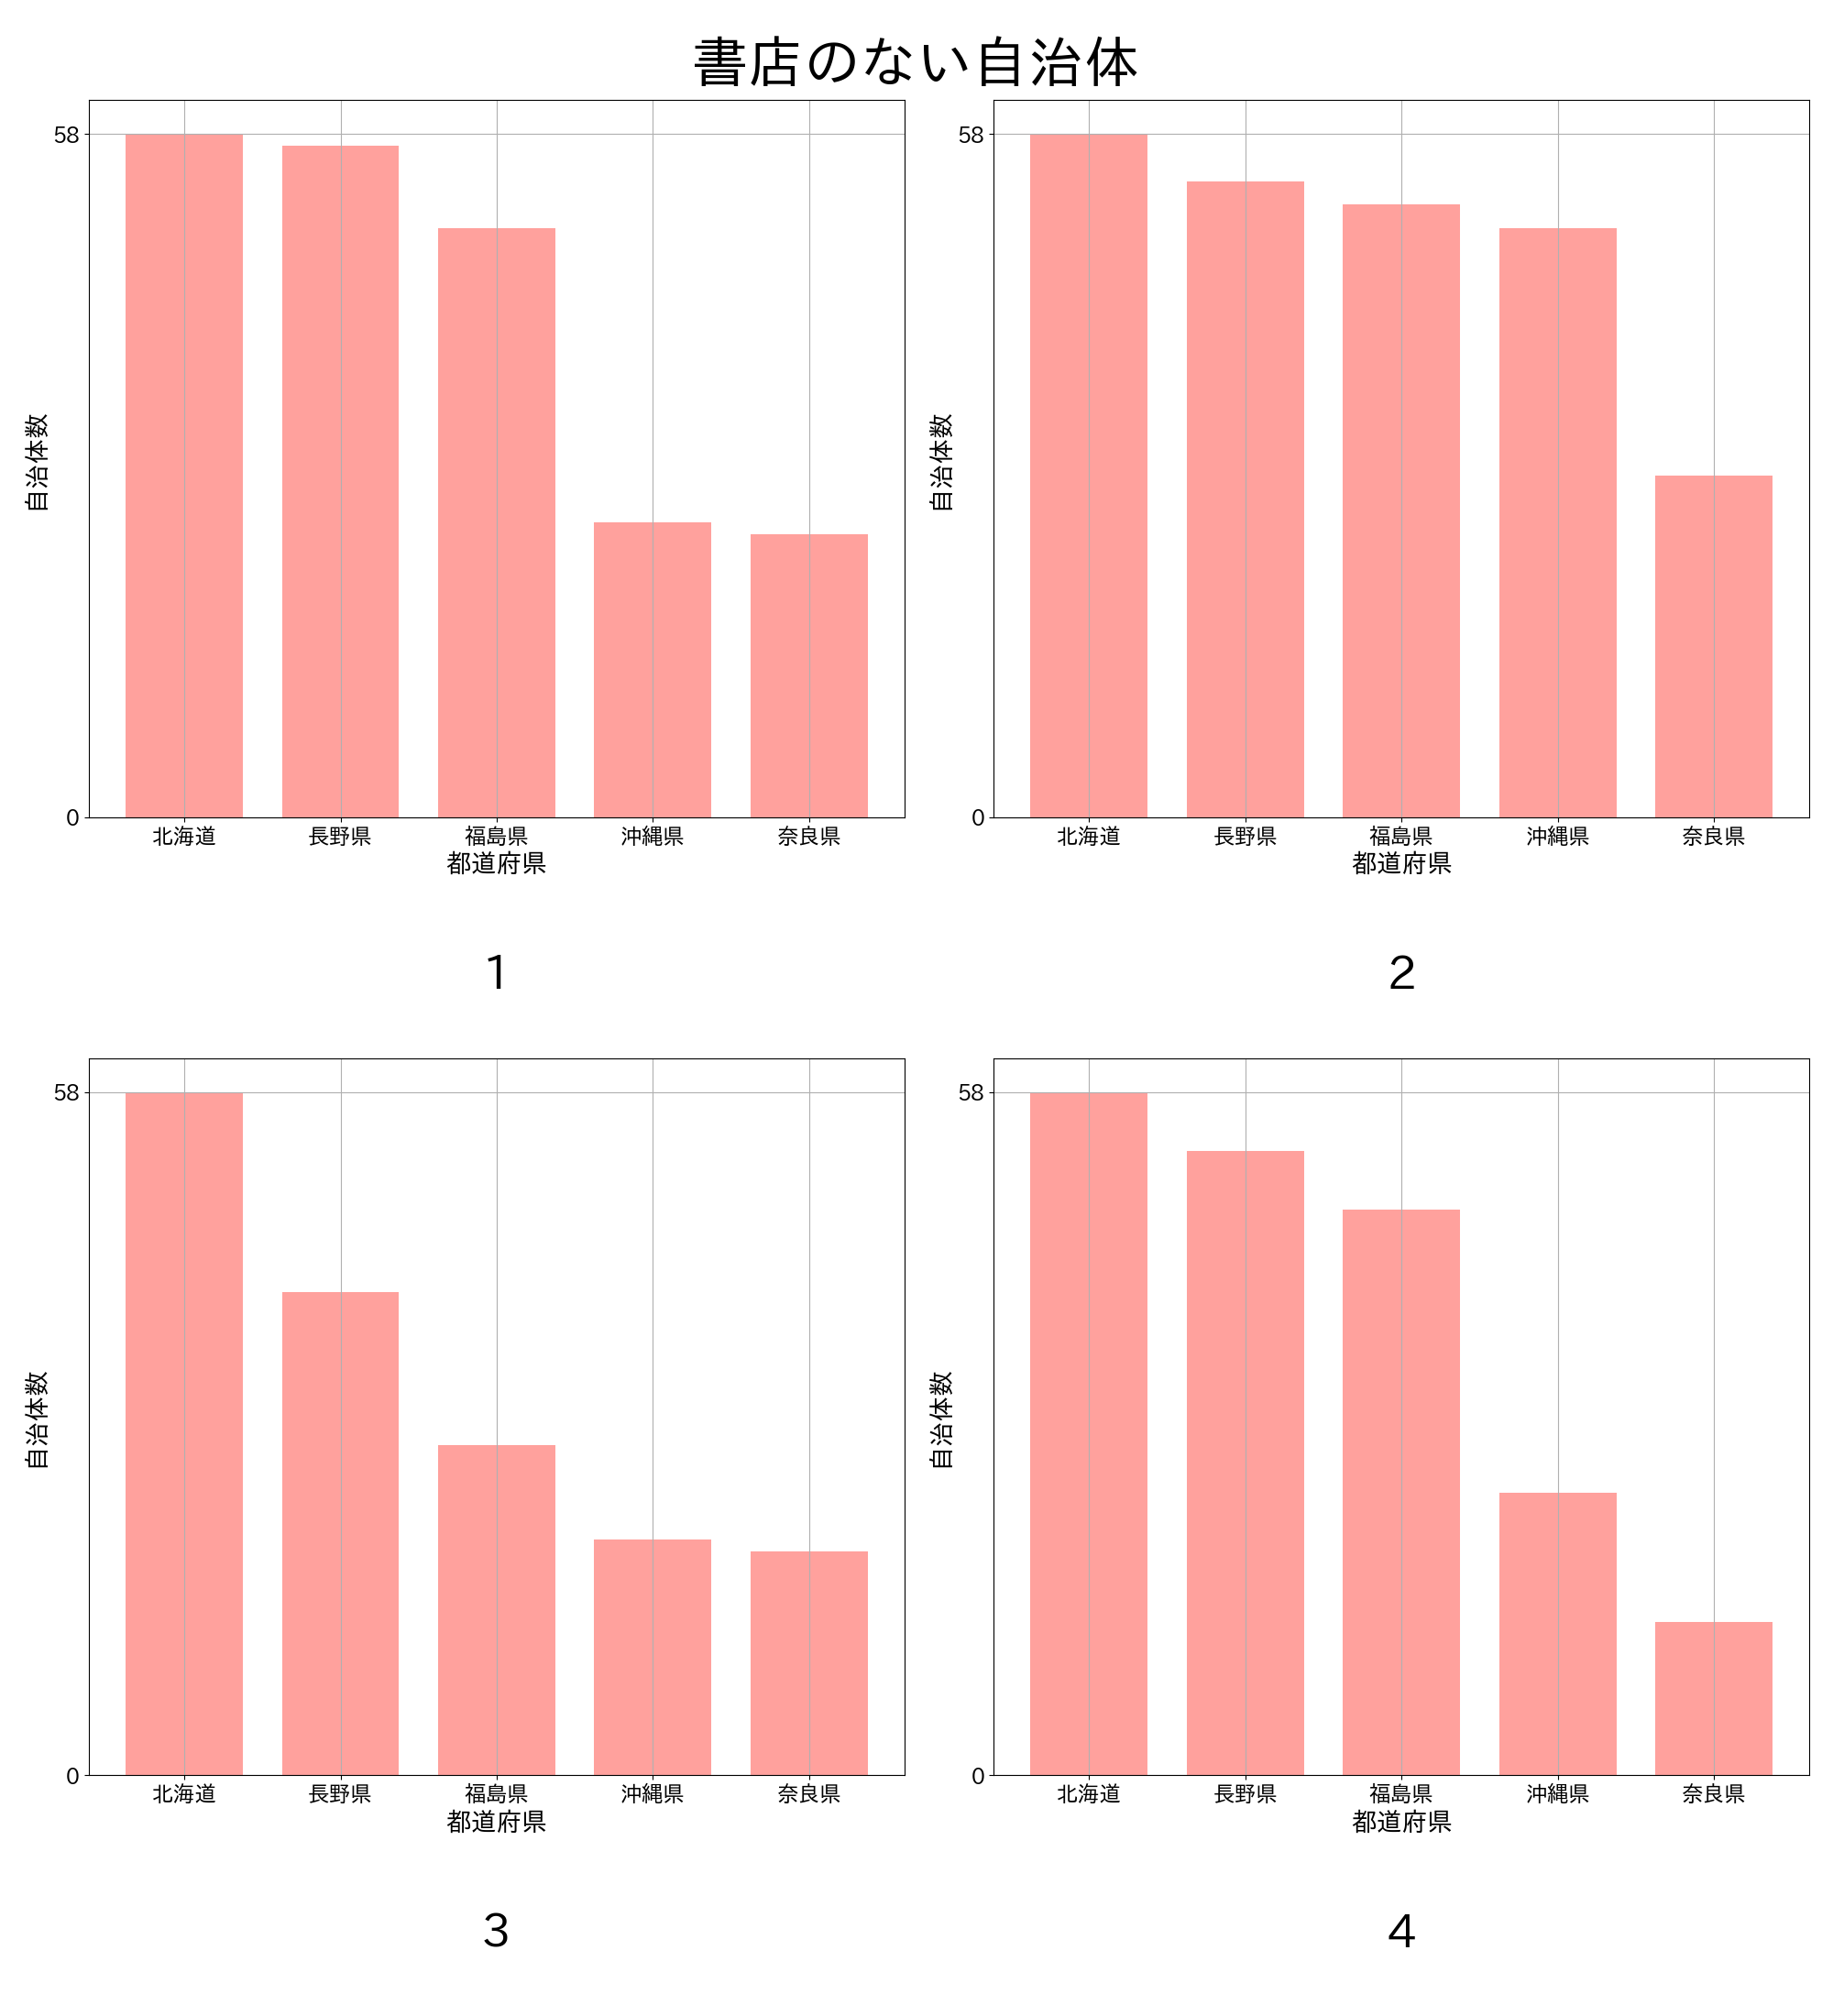 書店のない自治体
58
0
自治体数
北海道 長野県 福島県 沖縄県 奈良県
都道府県
1
58
0
自治体数
北海道 長野県 福島県 沖縄県 奈良県
都道府県
2
58
0
自治体数
北海道 長野県 福島県 沖縄県 奈良県
都道府県
3
58
0
自治体数
北海道 長野県 福島県 沖縄県 奈良県
都道府県
4